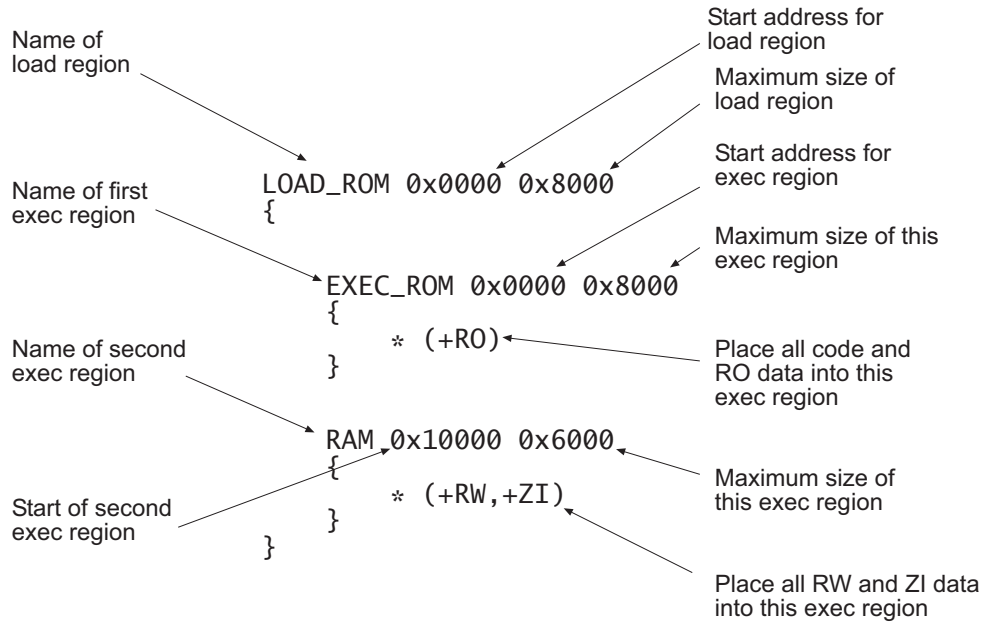 Start address for
load region
Name of
load region
Maximum size of
load region
Start address for
exec region
LOAD_ROM 0x0000 0x8000
{
Name of first
exec region
Maximum size of this
exec region
EXEC_ROM 0x0000 0x8000
{
* (+RO)
}
Place all code and
RO data into this
exec region
Name of second
exec region
RAM 0x10000 0x6000
{
* (+RW,+ZI)
}
}
Maximum size of
this exec region
Start of second
exec region
Place all RW and ZI data
into this exec region